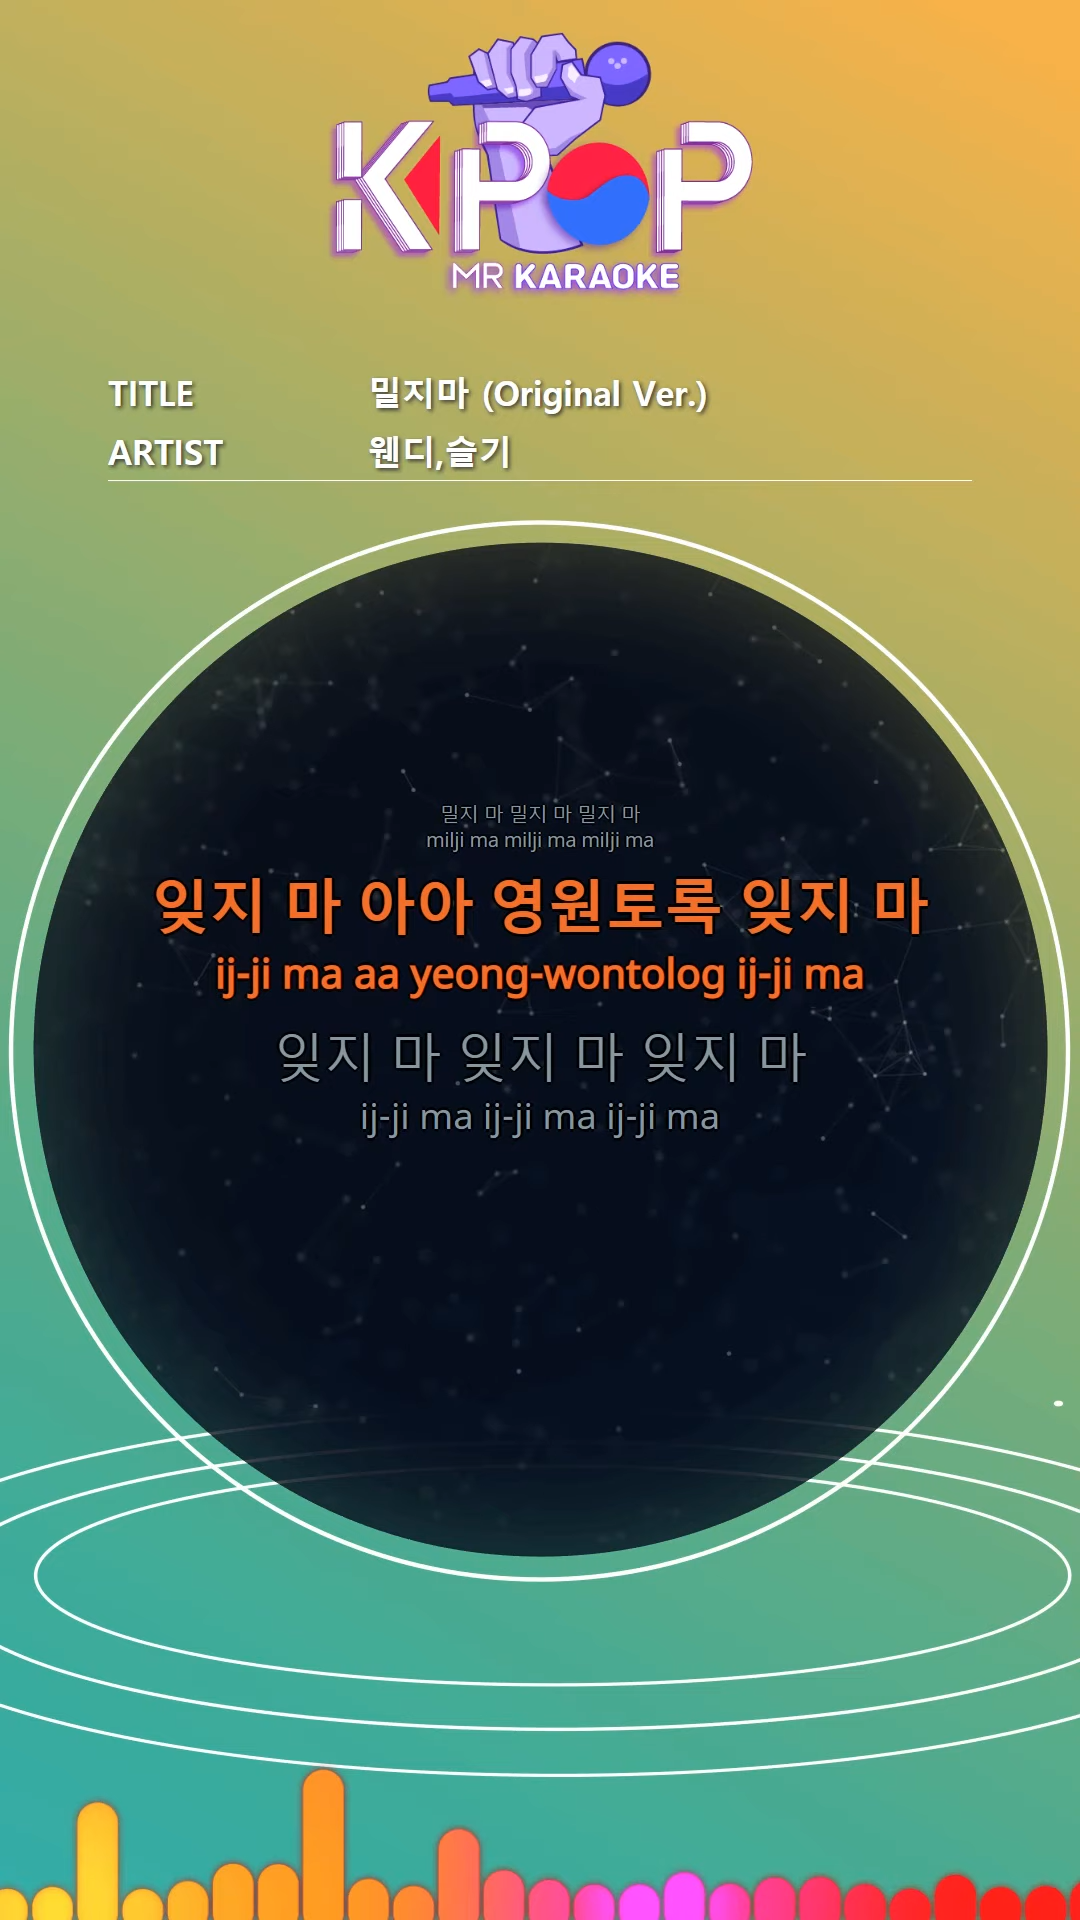 KPOP
MR KARAOKE
TITLE 밀지마 (Original Ver.)
ARTIST 웬디,슬기
밀지 마 밀지 마 밀지 마
milji ma milji ma milji ma
잊지 마 아아 영원토록 잊지 마
ij-ji ma aa yeong-wontolog ij-ji ma
잊지 마 잊지 마 잊지 마
ij-ji ma ij-ji ma ij-ji ma